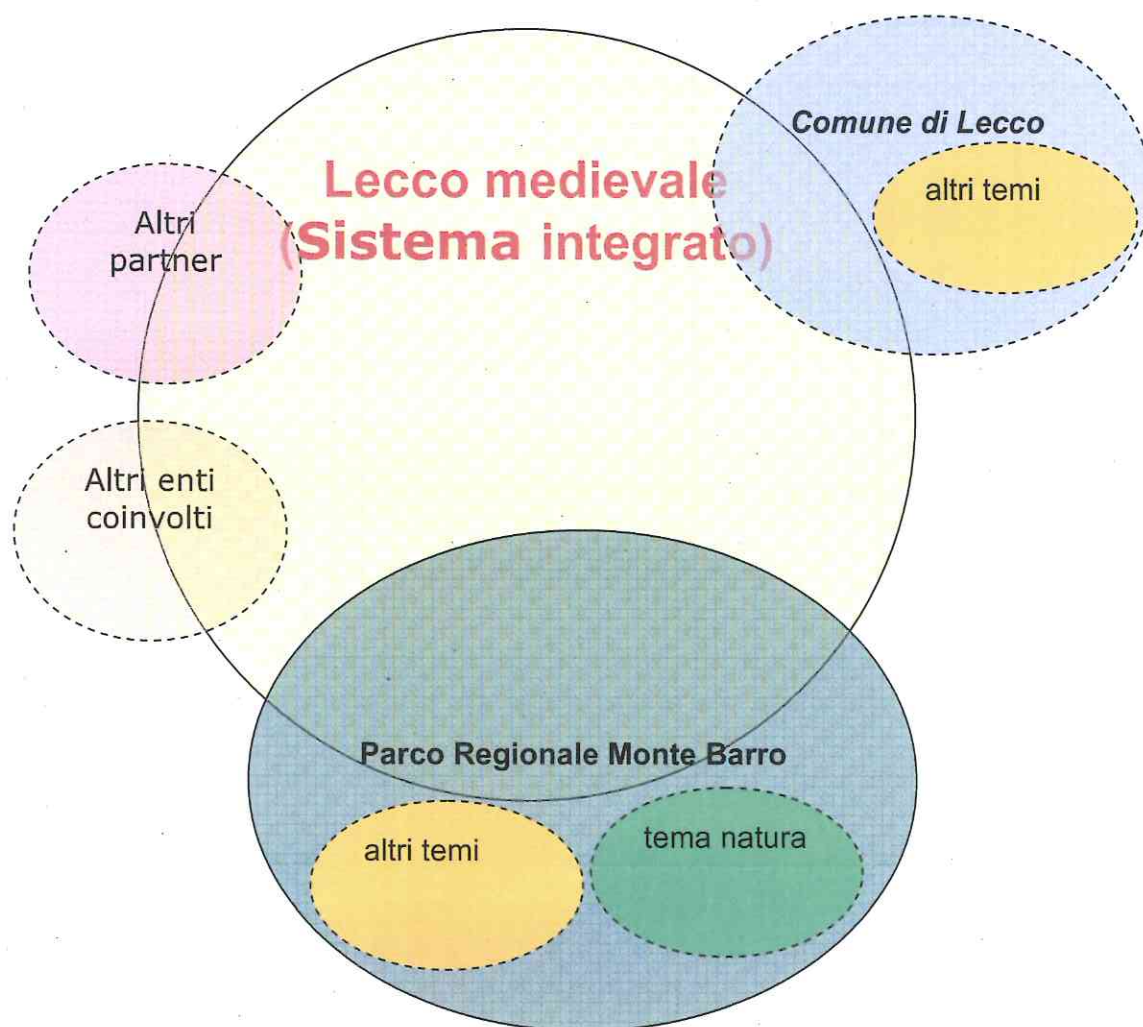 Comune di Lecco
altri temi
Lecco medievale
(Sistema integrato)
Altri
partner
Altri enti
coinvolti
Parco Regionale Monte Barro
altri temi
tema natura